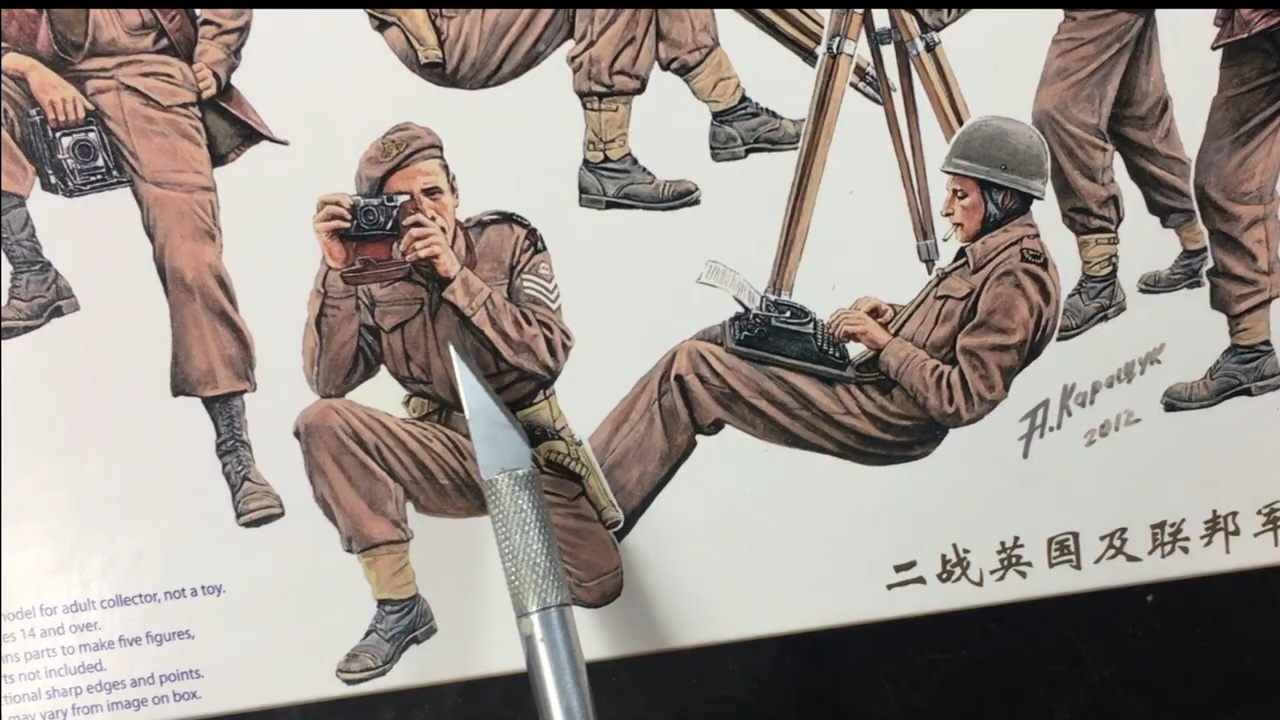 А.Каращук
2012
二战英国及联邦军
model for adult collector, not a toy.
es 14 and over.
ins parts to make five figures,
ts not included.
tional sharp edges and points.
may vary from image on box.